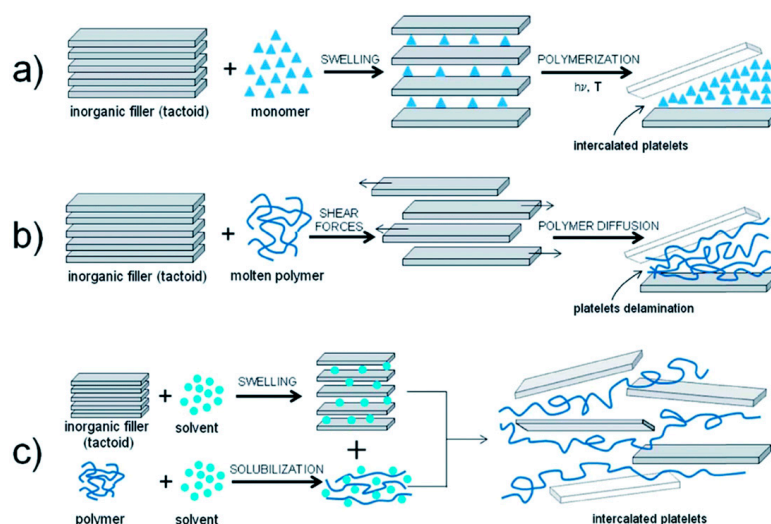 a)
inorganic filler (tactoid)
+
monomer
SWELLING
POLYMERIZATION
hν, T
intercalated platelets
b)
inorganic filler (tactoid)
+
molten polymer
SHEAR
FORCES
POLYMER DIFFUSION
platelets delamination
c)
inorganic filler
(tactoid)
+
solvent
SWELLING
+
polymer
+
solvent
SOLUBILIZATION
intercalated platelets